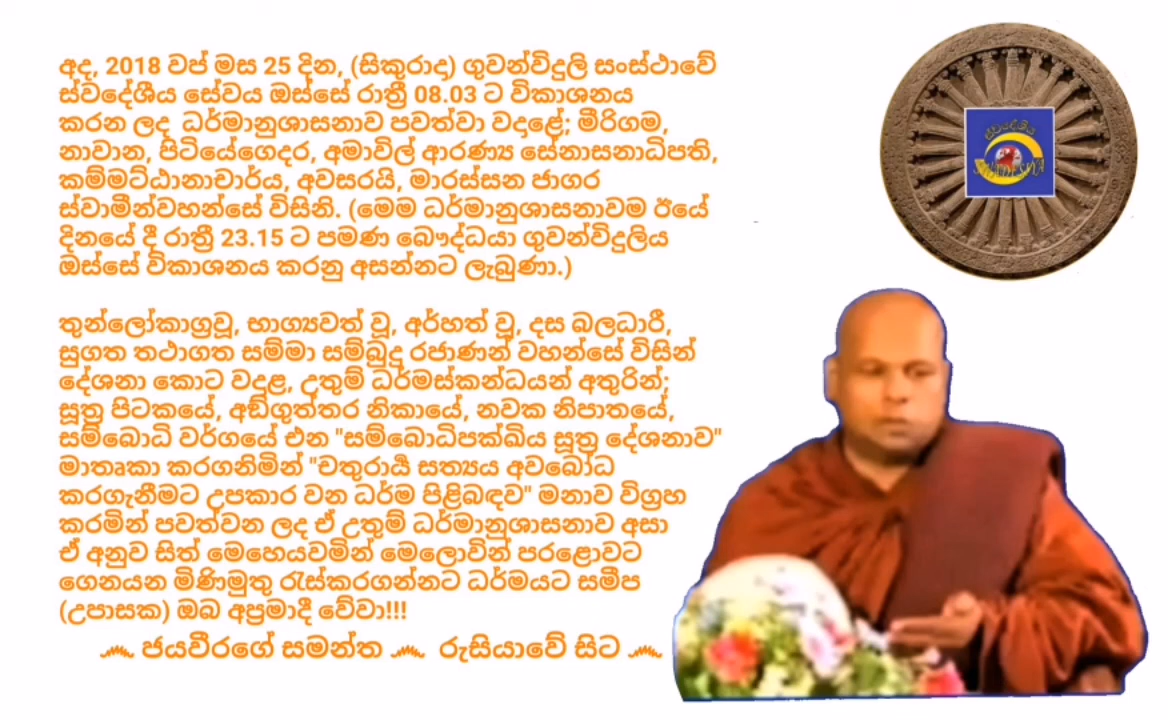 අද, 2018 වප් මස 25 දින, (සිකුරාදා) ගුවන්විදුලි සංස්ථාවේ
ස්වදේශීය සේවය ඔස්සේ රාත්‍රී 08.03 ට විකාශනය
කරන ලද ධර්මානුශාසනාව පවත්වා වදාළේ; මීරිගම,
නාවාන, පිටියේගෙදර, අමාවිල් ආරණ්‍ය සේනාසනාධිපති,
කම්මට්ඨානාචාර්ය, අවසරයි, මාරස්සන ජාගර
ස්වාමීන්වහන්සේ විසිනි. (මෙම ධර්මානුශාසනාවම ඊයේ
දිනයේ දී රාත්‍රී 23.15 ට පමණ බෞද්ධයා ගුවන්විදුලිය
ඔස්සේ විකාශනය කරනු අසන්නට ලැබුණා.)
තුන්ලෝකාග්‍රවූ, භාග්‍යවත් වූ, අර්හත් වූ, දස බලධාරී,
සුගත තථාගත සම්මා සම්බුදු රජාණන් වහන්සේ විසින්
දේශනා කොට වදාළ, උතුම් ධර්මස්කන්ධයන් අතුරින්;
සූත්‍ර පිටකයේ, අඞ්ගුත්තර නිකායේ, නවක නිපාතයේ,
සම්බොධි වර්ගයේ එන "සම්බොධිපක්ඛිය සූත්‍ර දේශනාව"
මාතෘකා කරගනිමින් "චතුරාර්‍ය සත්‍යය අවබෝධ
කරගැනීමට උපකාර වන ධර්ම පිළිබඳව" මනාව විග්‍රහ
කරමින් පවත්වන ලද ඒ උතුම් ධර්මානුශාසනාව අසා
ඒ අනුව සිත් මෙහෙයවමින් මෙලොවින් පරළොවට
ගෙනයන මිණිමුතු රැස්කරගන්නට ධර්මයට සමීප
(උපාසක) ඔබ අප්‍රමාදී වේවා!!!
ජයවීරගේ සමන්ත රුසියාවේ සිට
ස්වදේශීය